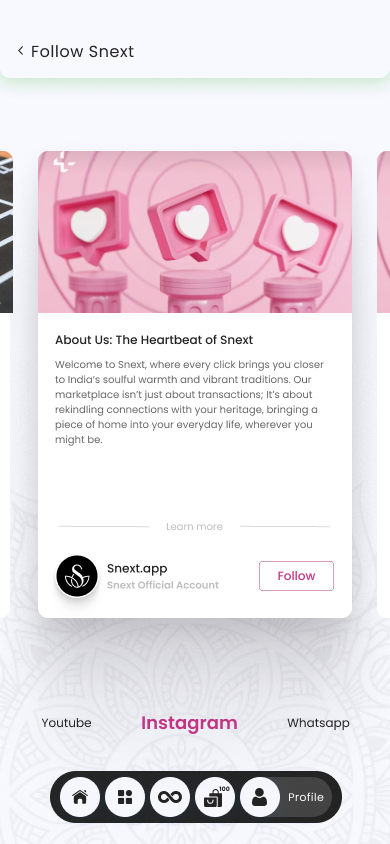 Follow Snext
About Us: The Heartbeat of Snext
Welcome to Snext, where every click brings you closer
to India's soulful warmth and vibrant traditions. Our
marketplace isn't just about transactions; It's about
rekindling connections with your heritage, bringing a
piece of home into your everyday life, wherever you
might be.
Learn more
Snext.app
Snext Official Account
Follow
Youtube
Instagram
Whatsapp
100
Profile